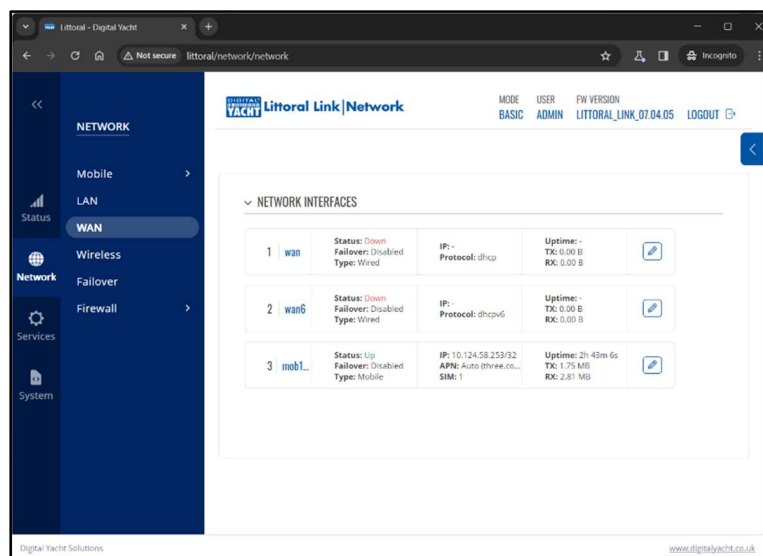 Littoral - Digital Yacht
Not secure littoral/network/network
Incognito
DIGITAL YACHT Littoral Link|Network
MODE USER FW VERSION
BASIC ADMIN LITTORAL_LINK_07.04.05 LOGOUT
NETWORK
Mobile
LAN
WAN
Wireless
Failover
Firewall
Status
Network
Services
System
NETWORK INTERFACES
1 wan
Status: Down
Failover: Disabled
Type: Wired
IP: -
Protocol: dhcp
Uptime: -
TX: 0.00 B
RX: 0.00 B
2 wan6
Status: Down
Failover: Disabled
Type: Wired
IP: -
Protocol: dhcpv6
Uptime: -
TX: 0.00 B
RX: 0.00 B
3 mob1...
Status: Up
Failover: Disabled
Type: Mobile
IP: 10.124.58.253/32
APN: Auto (three.co...
SIM: 1
Uptime: 2h 43m 6s
TX: 1.75 MB
RX: 2.81 MB
Digital Yacht Solutions
www.digitalyacht.co.uk